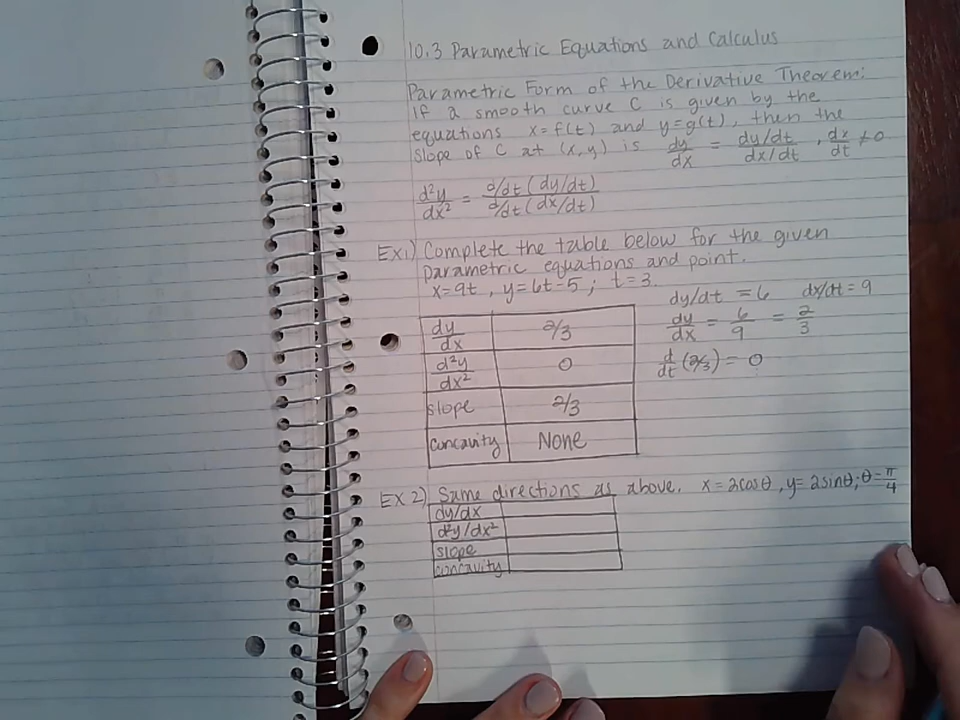 10.3 Parametric Equations and Calculus
Parametric Form of the Derivative Theorem:
If a smooth curve C is given by the
equations x=f(t) and y=g(t), then the
slope of C at (x,y) is dy/dx = (dy/dt)/(dx/dt), dx/dt ≠ 0
d²y/dx² = d/dt (dy/dt) / d/dt (dx/dt)
Ex1) Complete the table below for the given
parametric equations and point.
x=9t, y=6t-5; t=3.
dy/dt = 6 dx/dt = 9
dy/dx = 6/9 = 2/3
d/dt (2/3) = 0
dy/dx 2/3
d²y/dx² 0
slope 2/3
concavity None
EX 2) Same directions as above. x=2cosθ, y=2sinθ; θ=π/4
dy/dx
d²y/dx²
slope
concavity